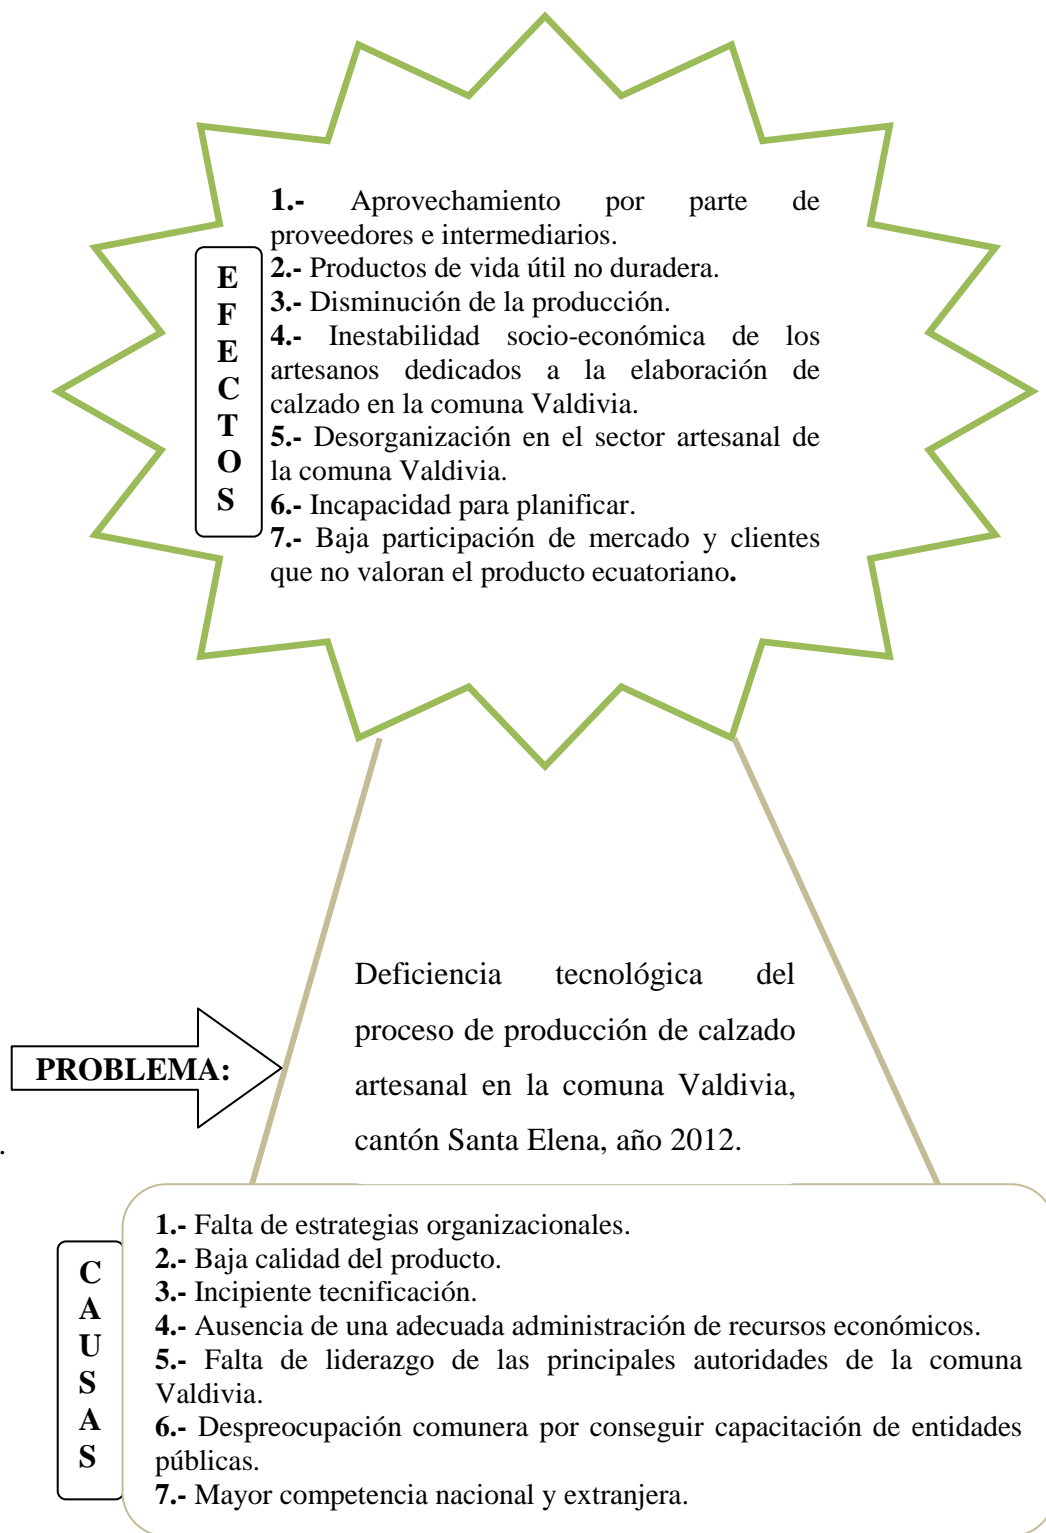 1.- Aprovechamiento por parte de
proveedores e intermediarios.
2.- Productos de vida útil no duradera.
3.- Disminución de la producción.
4.- Inestabilidad socio-económica de los
artesanos dedicados a la elaboración de
calzado en la comuna Valdivia.
5.- Desorganización en el sector artesanal de
la comuna Valdivia.
6.- Incapacidad para planificar.
7.- Baja participación de mercado y clientes
que no valoran el producto ecuatoriano.
E
F
E
C
T
O
S
Deficiencia tecnológica del
proceso de producción de calzado
artesanal en la comuna Valdivia,
cantón Santa Elena, año 2012.
PROBLEMA:
.
1.- Falta de estrategias organizacionales.
2.- Baja calidad del producto.
3.- Incipiente tecnificación.
4.- Ausencia de una adecuada administración de recursos económicos.
5.- Falta de liderazgo de las principales autoridades de la comuna
Valdivia.
6.- Despreocupación comunera por conseguir capacitación de entidades
públicas.
7.- Mayor competencia nacional y extranjera.
C
A
U
S
A
S